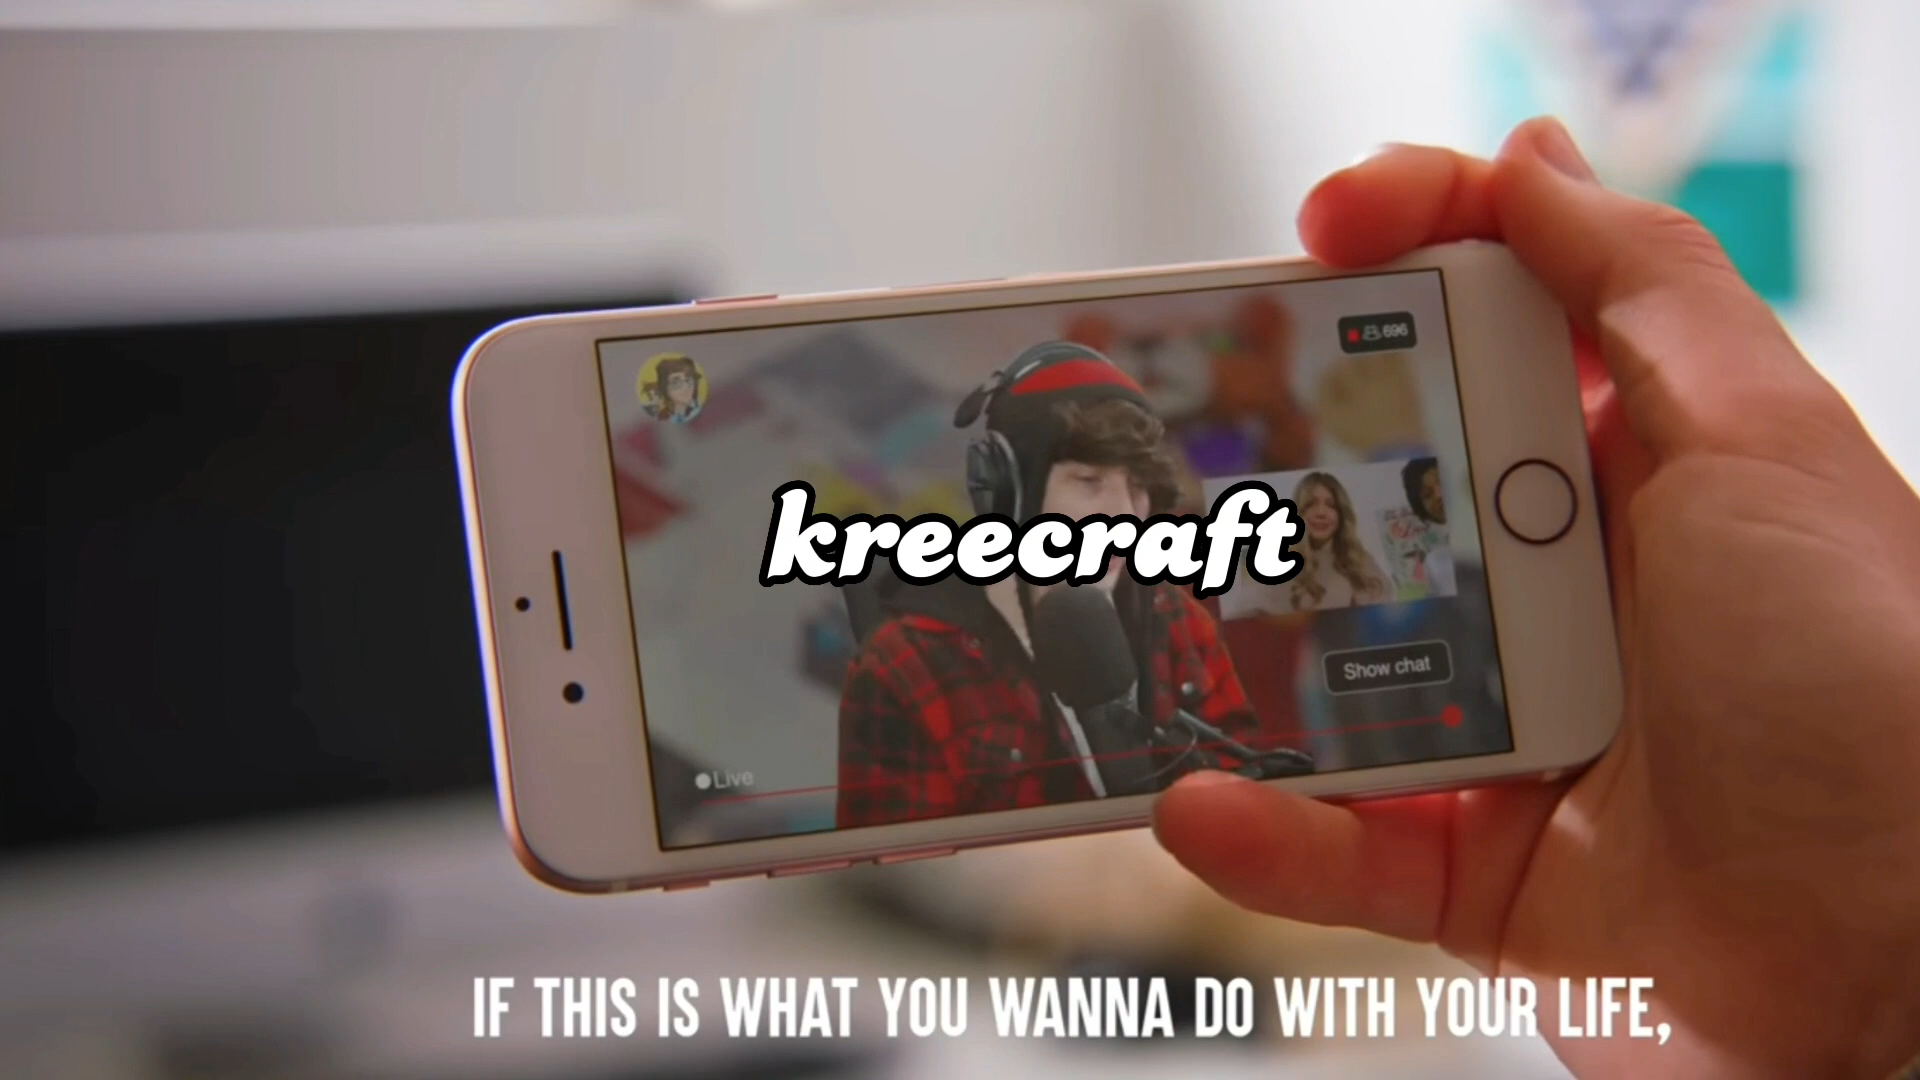 696
kreecraft
Show chat
Live
IF THIS IS WHAT YOU WANNA DO WITH YOUR LIFE,